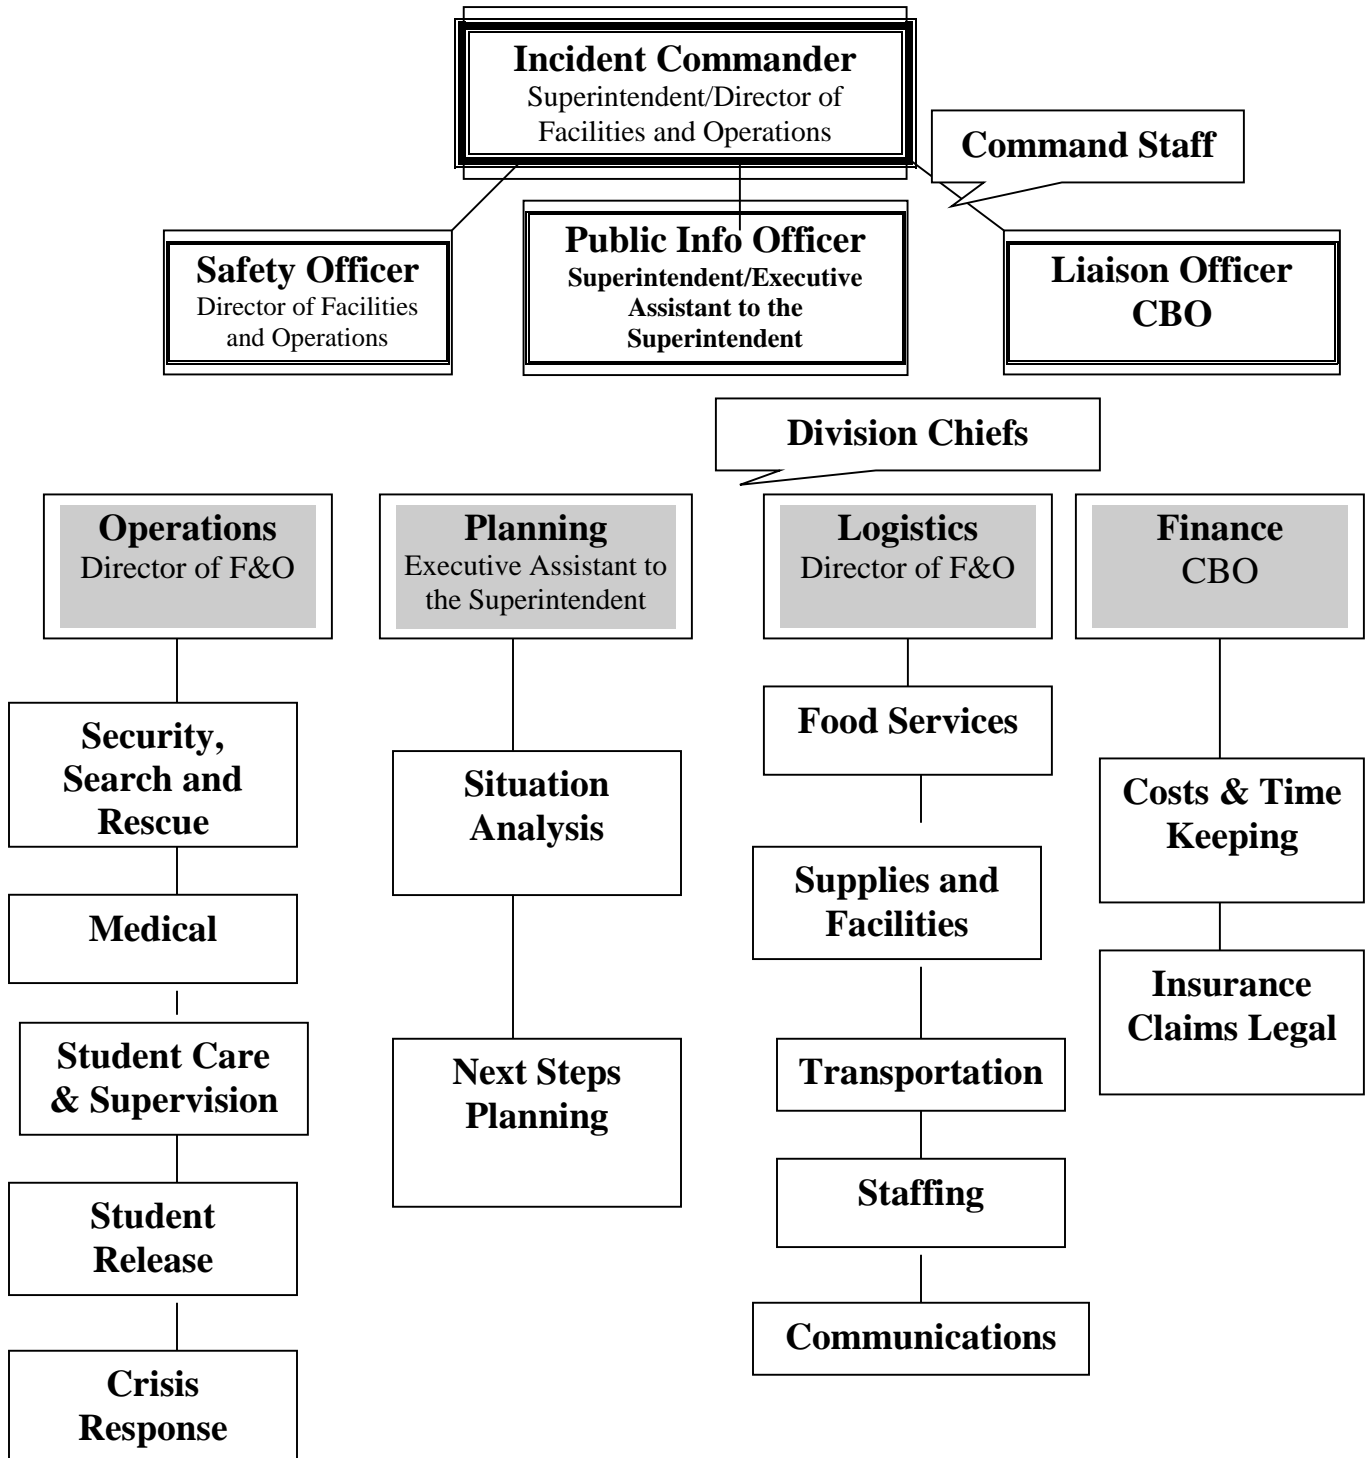 Incident Commander
Superintendent/Director of
Facilities and Operations
Command Staff
Safety Officer
Director of Facilities
and Operations
Public Info Officer
Superintendent/Executive
Assistant to the
Superintendent
Liaison Officer
CBO
Division Chiefs
Operations
Director of F&O
Planning
Executive Assistant to
the Superintendent
Logistics
Director of F&O
Finance
CBO
Security,
Search and
Rescue
Medical
Student Care
& Supervision
Student
Release
Crisis
Response
Situation
Analysis
Next Steps
Planning
Food Services
Supplies and
Facilities
Transportation
Staffing
Communications
Costs & Time
Keeping
Insurance
Claims Legal